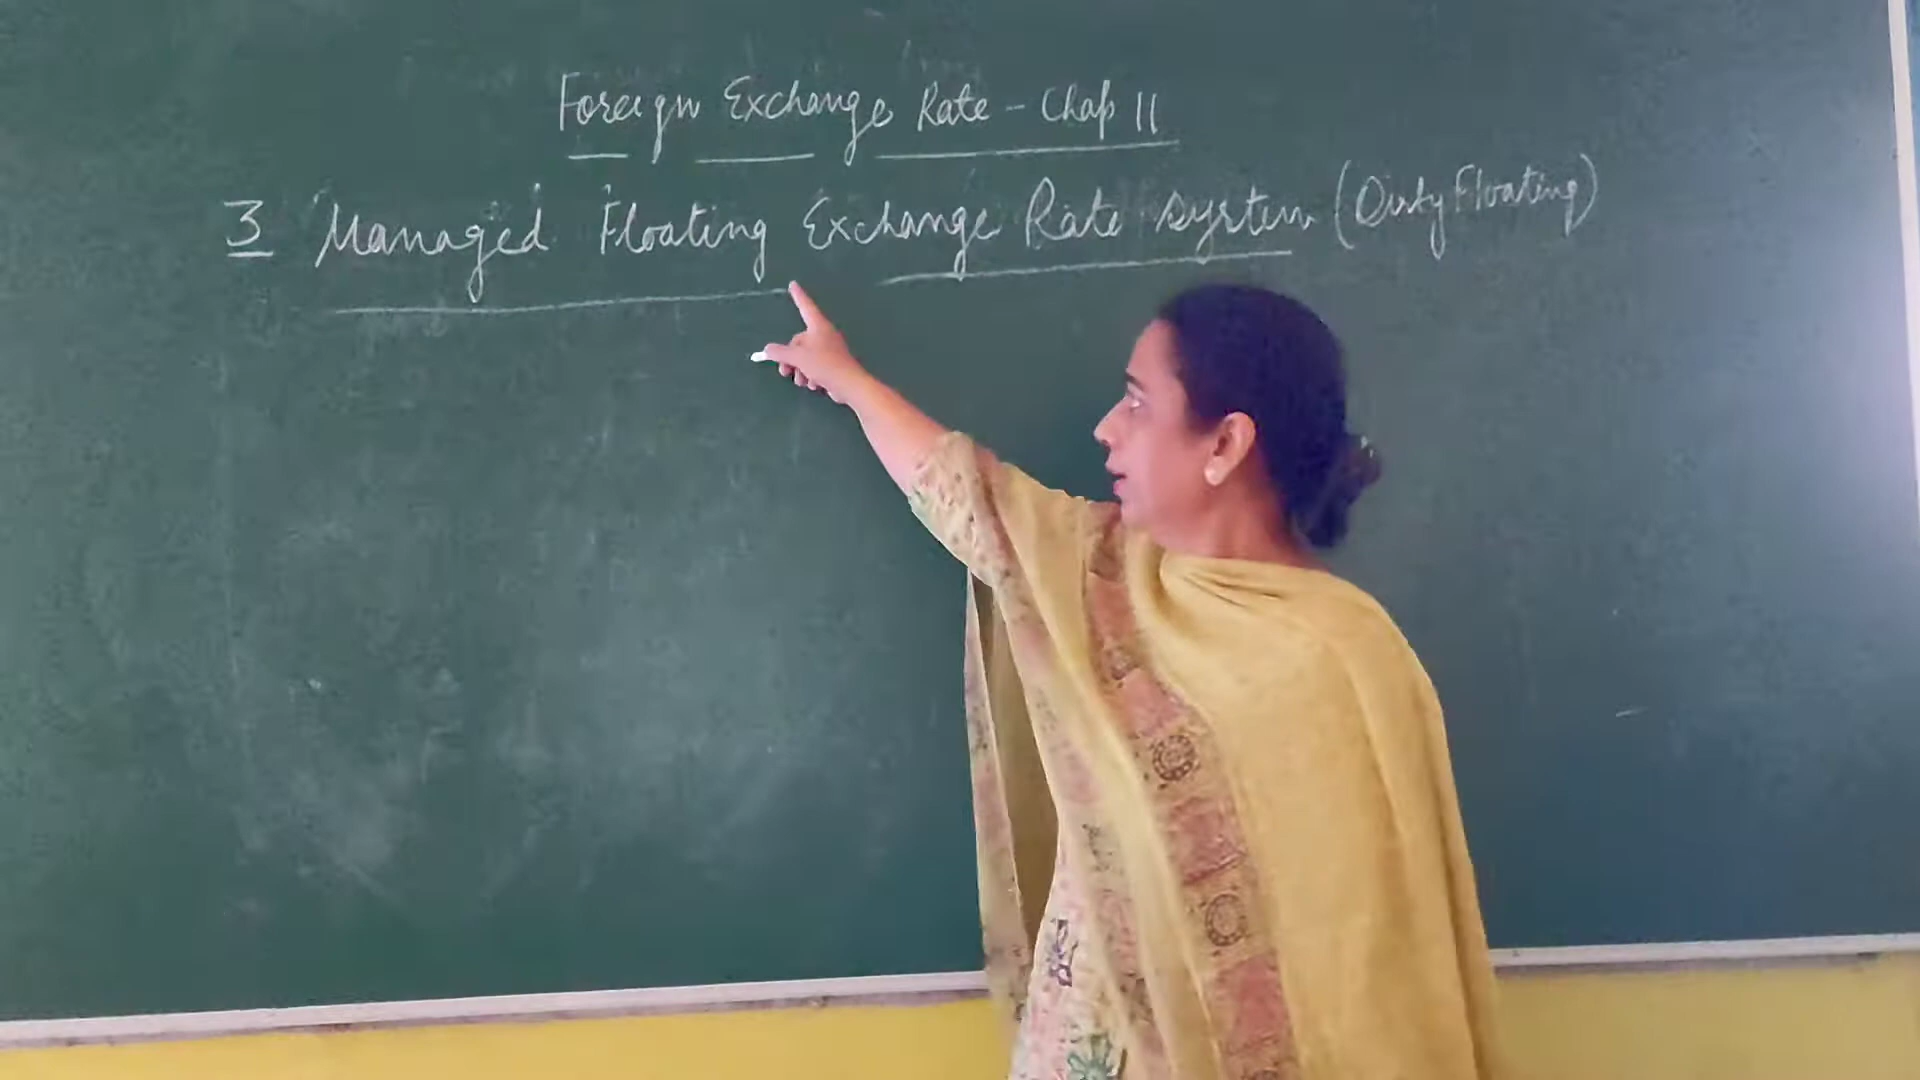 Foreign Exchange Rate - Chap 11
3 Managed Floating Exchange Rate system (Dirty Floating)